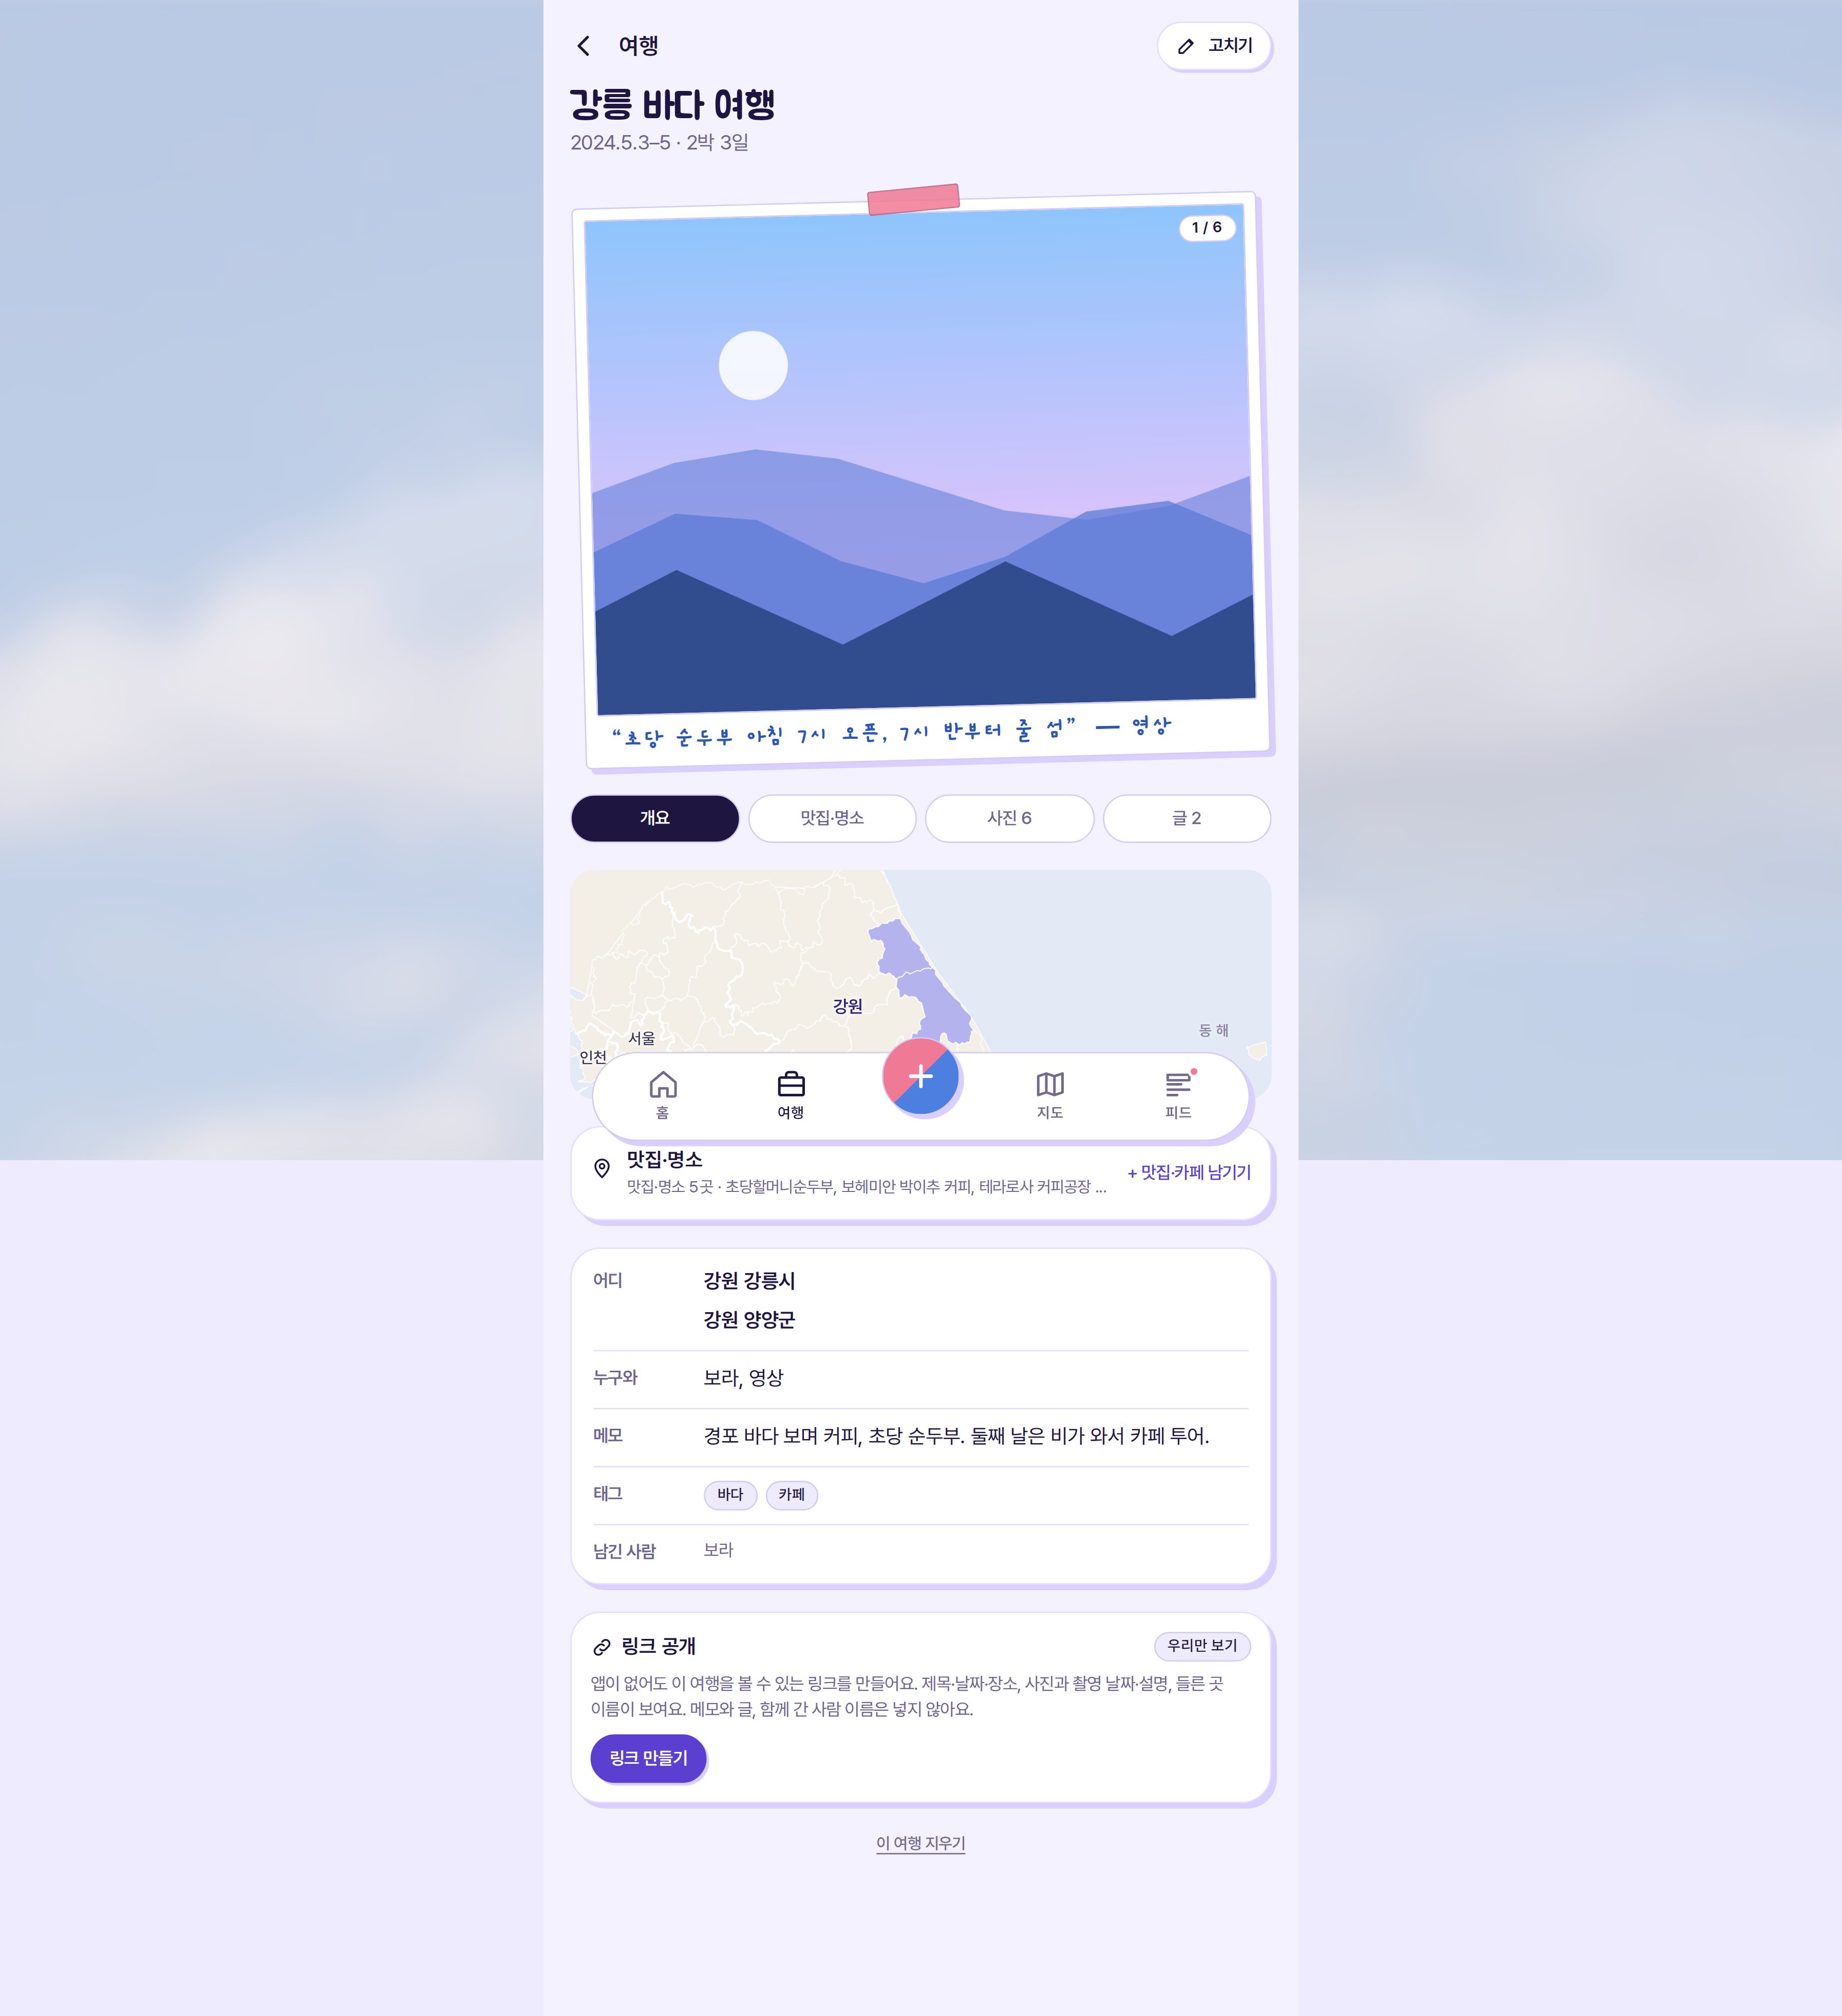 여행
고치기
강릉 바다 여행
2024.5.3–5 · 2박 3일
1 / 6
“초당 순두부 아침 7시 오픈, 7시 반부터 줄 섬” — 영상
개요
맛집·명소
사진 6
글 2
강원
서울
인천
동 해
홈
여행
지도
피드
맛집·명소
맛집·명소 5곳 · 초당할머니순두부, 보헤미안 박이추 커피, 테라로사 커피공장 ...
+ 맛집·카페 남기기
어디
강원 강릉시
강원 양양군
누구와
보라, 영상
메모
경포 바다 보며 커피, 초당 순두부. 둘째 날은 비가 와서 카페 투어.
태그
바다
카페
남긴 사람
보라
링크 공개
우리만 보기
앱이 없어도 이 여행을 볼 수 있는 링크를 만들어요. 제목·날짜·장소, 사진과 촬영 날짜·설명, 들른 곳
이름이 보여요. 메모와 글, 함께 간 사람 이름은 넣지 않아요.
링크 만들기
이 여행 지우기